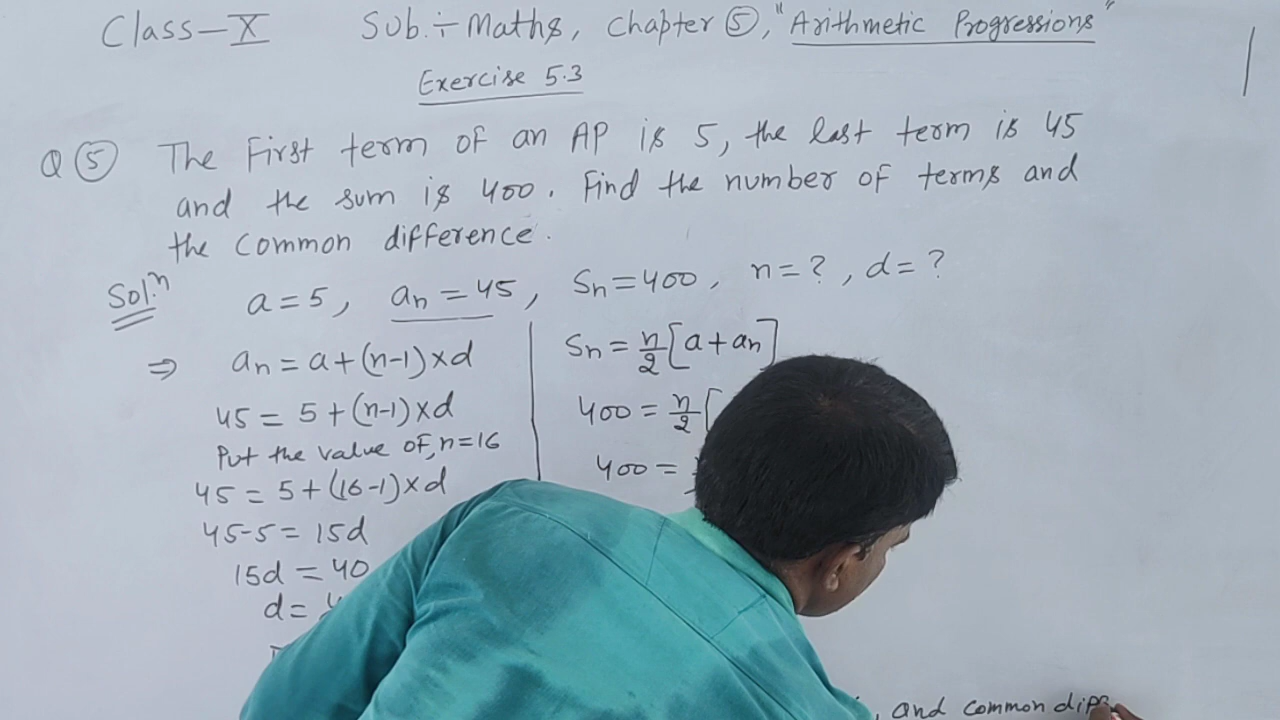 Class-X Sub.÷Maths, Chapter ⑤, "Arithmetic Progressions"
Exercise 5.3
Q ⑤ The First term of an AP is 5, the last term is 45
and the sum is 400. Find the number of terms and
the common difference.
Solⁿ. a=5, aₙ=45, Sₙ=400, n=?, d=?
⇒ aₙ=a+(n-1)×d
45 = 5+(n-1)×d
Put the value of, n=16
45 = 5+(16-1)×d
45-5 = 15d
15d = 40
d=
Sₙ = n/2[a+aₙ]
400 = n/2[
400 =
, and common